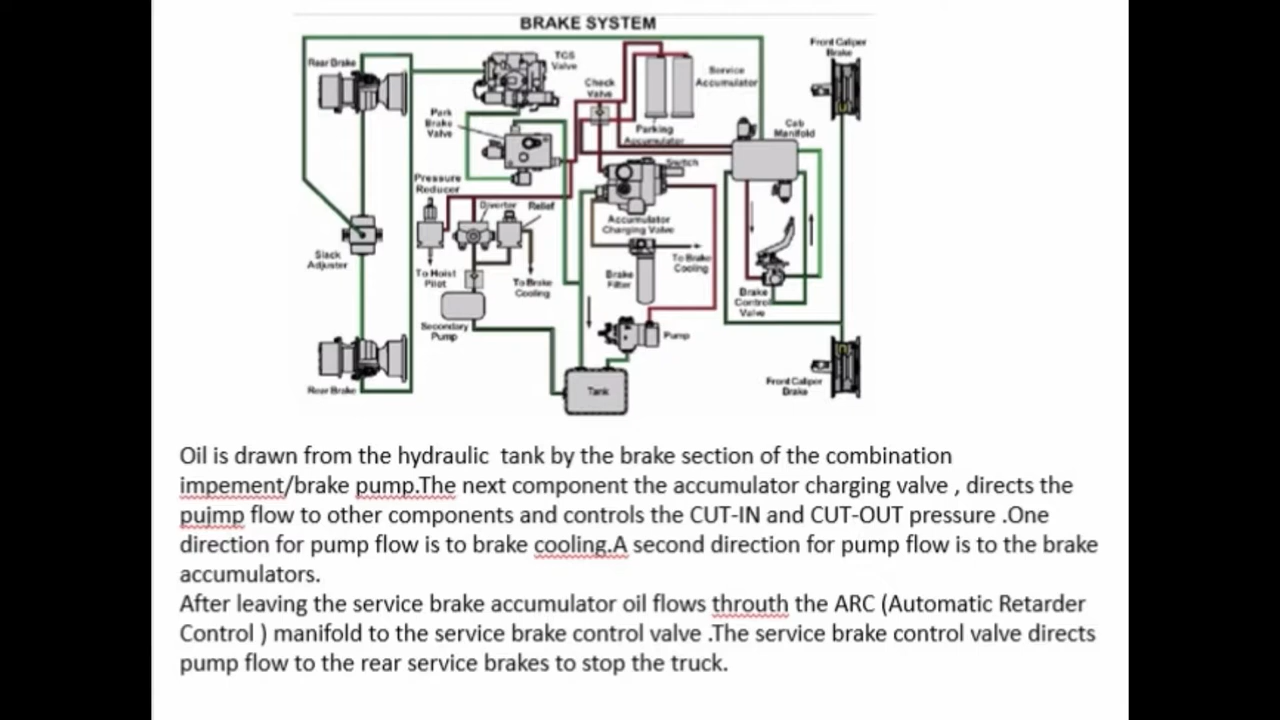 BRAKE SYSTEM
Rear Brake
TCS
Valve
Front Caliper
Brake
Check
Valve
Service
Accumulator
Park
Brake
Valve
Parking
Accumulator
Cab
Manifold
Switch
Pressure
Reducer
Divertor
Relief
Accumulator
Charging Valve
Slack
Adjuster
To Hoist
Pilot
To Brake
Cooling
Brake
Filter
To Brake
Cooling
Brake
Control
Valve
Secondary
Pump
Pump
Rear Brake
Tank
Front Caliper
Brake
Oil is drawn from the hydraulic  tank by the brake section of the combination
impement/brake pump.The next component the accumulator charging valve , directs the
pujmp flow to other components and controls the CUT-IN and CUT-OUT pressure .One
direction for pump flow is to brake cooling.A second direction for pump flow is to the brake
accumulators.
After leaving the service brake accumulator oil flows throuth the ARC (Automatic Retarder
Control ) manifold to the service brake control valve .The service brake control valve directs
pump flow to the rear service brakes to stop the truck.